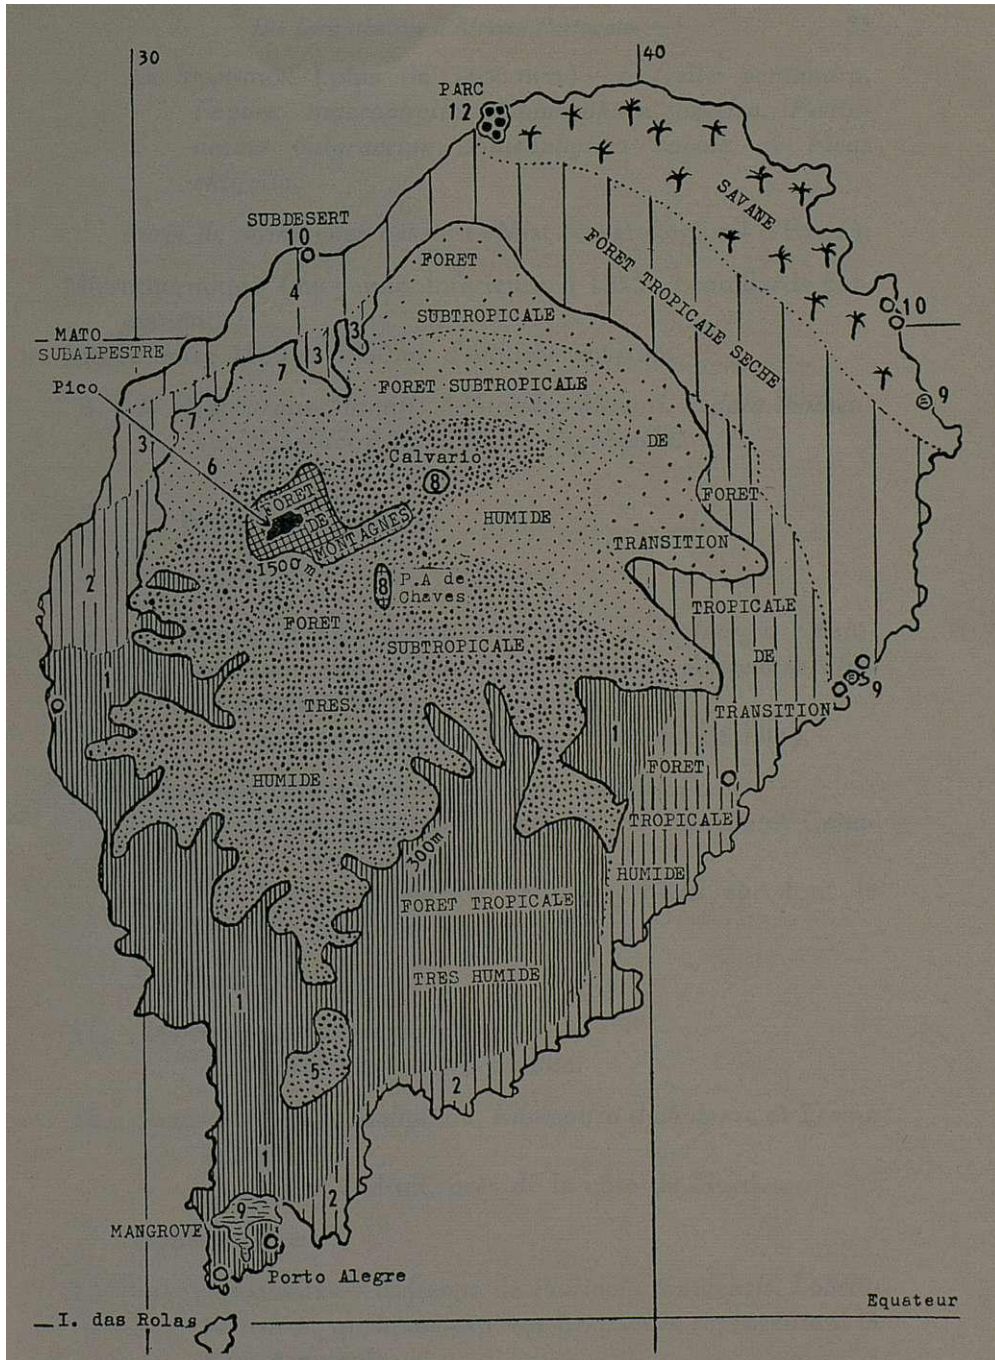 30
40
PARC
12
SAVANE
SUBDESERT
10
4
FORET
FORET TROPICALE SECHE
10
MATO
SUBALPESTRE
SUBTROPICALE
3
3
7
Pico
FORET SUBTROPICALE
9
7
3
DE
6
Calvario
8
FORET
DE
MONTAGNES
HUMIDE
FORET
TRANSITION
1500 m
2
8
P.A de
Chaves
TROPICALE
FORET
SUBTROPICALE
DE
1
5
9
TRES
TRANSITION
1
HUMIDE
FORET
TROPICALE
300m.
HUMIDE
FORET TROPICALE
TRES HUMIDE
1
5
2
1
2
9
MANGROVE
Porto Alegre
Equateur
I. das Rolas